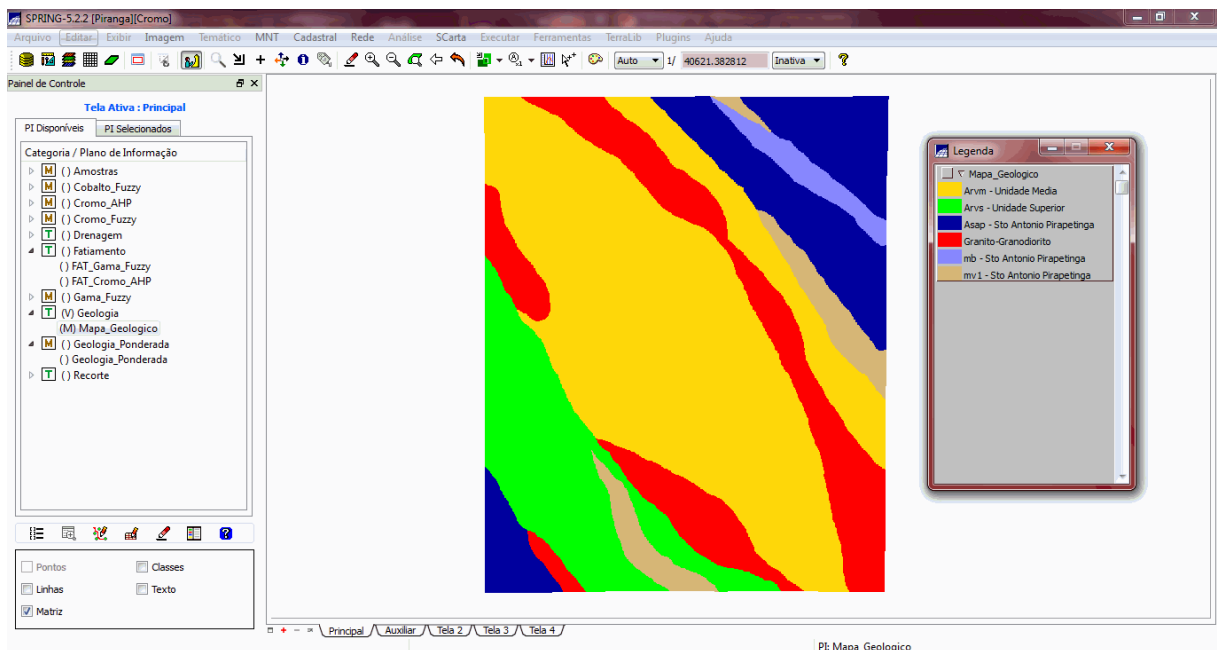 SPRING-5.2.2 [Piranga][Cromo]
Arquivo Editar Exibir Imagem Temático MNT Cadastral Rede Análise SCarta Executar Ferramentas TerraLib Plugins Ajuda
Auto 1/ 40621.382812 Inativa
Painel de Controle
Tela Ativa : Principal
PI Disponíveis PI Selecionados
Categoria / Plano de Informação
M () Amostras
M () Cobalto_Fuzzy
M () Cromo_AHP
M () Cromo_Fuzzy
T () Drenagem
T () Fatiamento
() FAT_Gama_Fuzzy
() FAT_Cromo_AHP
M () Gama_Fuzzy
T (V) Geologia
(M) Mapa_Geologico
M () Geologia_Ponderada
() Geologia_Ponderada
T () Recorte
Pontos Classes
Linhas Texto
Matriz
Legenda
Mapa_Geologico
Arvm - Unidade Media
Arvs - Unidade Superior
Asap - Sto Antonio Pirapetinga
Granito-Granodiorito
mb - Sto Antonio Pirapetinga
mv1 - Sto Antonio Pirapetinga
Principal Auxiliar Tela 2 Tela 3 Tela 4
PI: Mapa_Geologico